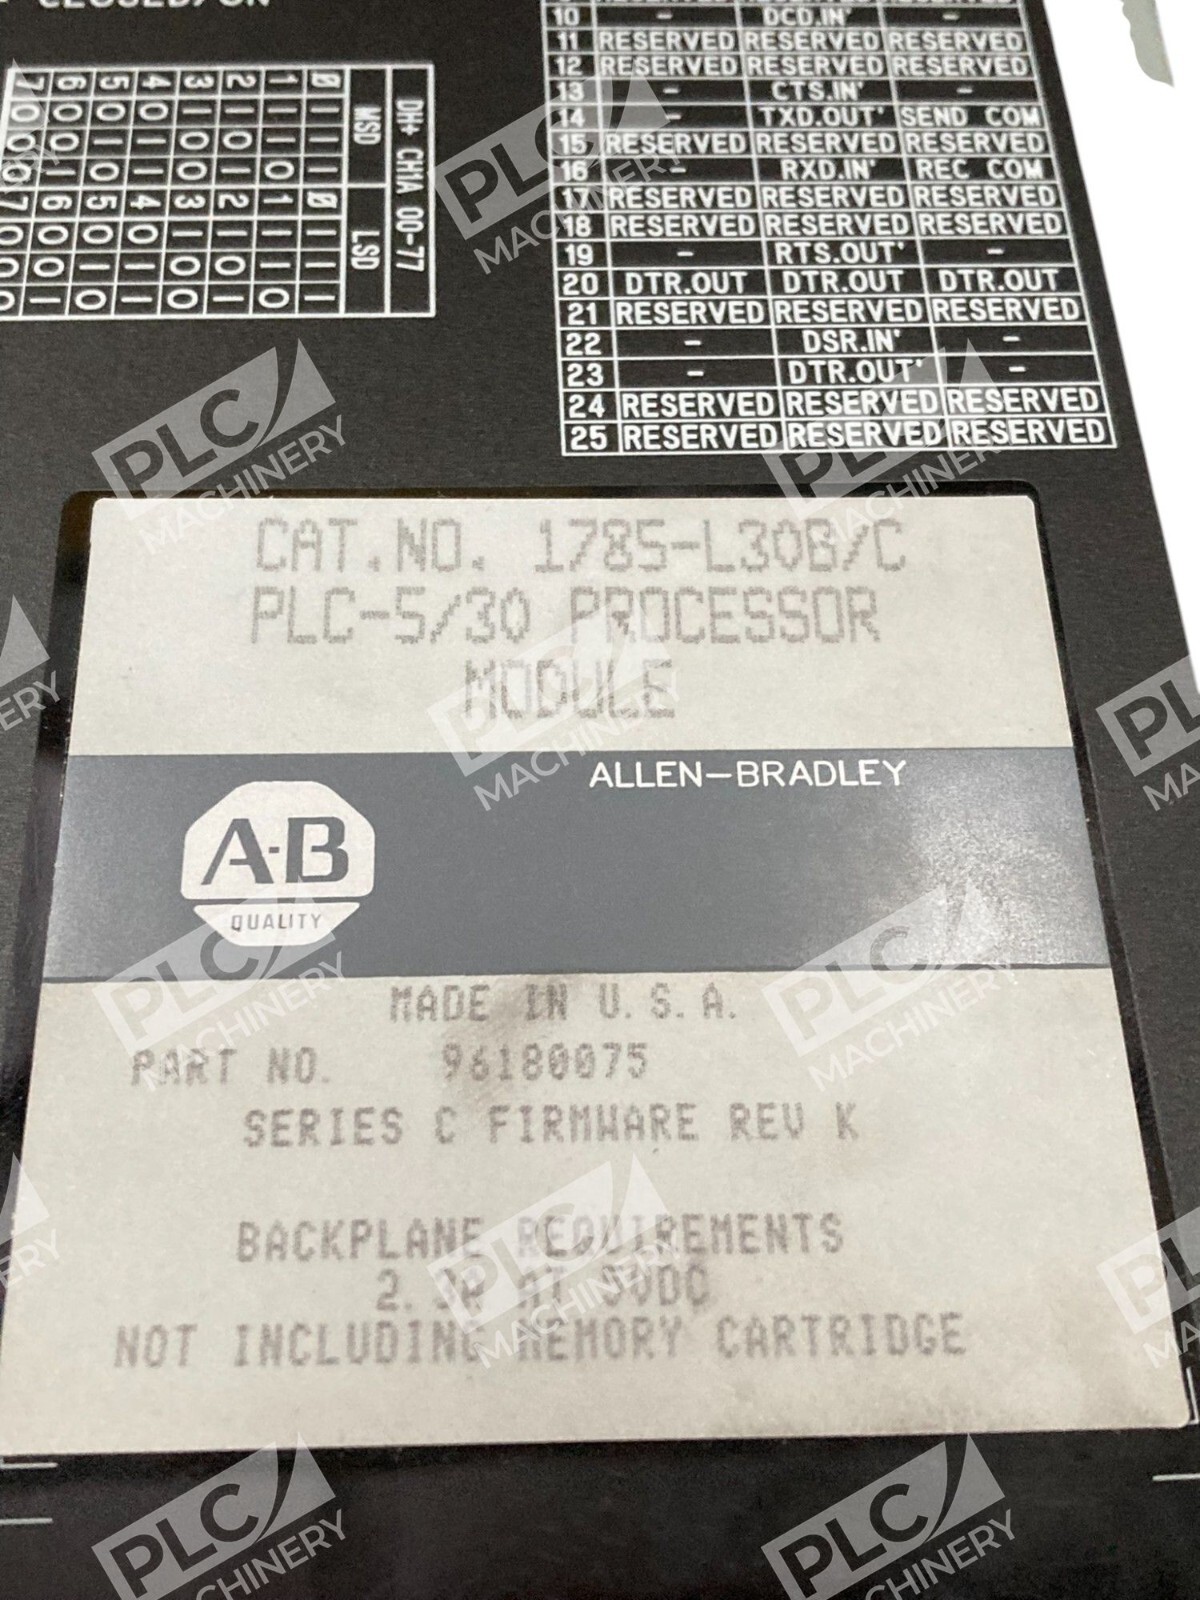 CLOSED/ON
DH+ CH1A 00-77
MSD LSD
10 - DCD.IN' -
11 RESERVED RESERVED RESERVED
12 RESERVED RESERVED RESERVED
13 - CTS.IN' -
14 - TXD.OUT' SEND COM
15 RESERVED RESERVED RESERVED
16 - RXD.IN' REC COM
17 RESERVED RESERVED RESERVED
18 RESERVED RESERVED RESERVED
19 - RTS.OUT' -
20 DTR.OUT DTR.OUT DTR.OUT
21 RESERVED RESERVED RESERVED
22 - DSR.IN' -
23 - DTR.OUT' -
24 RESERVED RESERVED RESERVED
25 RESERVED RESERVED RESERVED
CAT.NO. 1785-L30B/C
PLC-5/30 PROCESSOR
MODULE
ALLEN-BRADLEY
A-B
QUALITY
MADE IN U.S.A.
PART NO. 96180075
SERIES C FIRMWARE REV K
BACKPLANE REQUIREMENTS
2. AT
NOT INCLUDING MEMORY CARTRIDGE
PLC MACHINERY